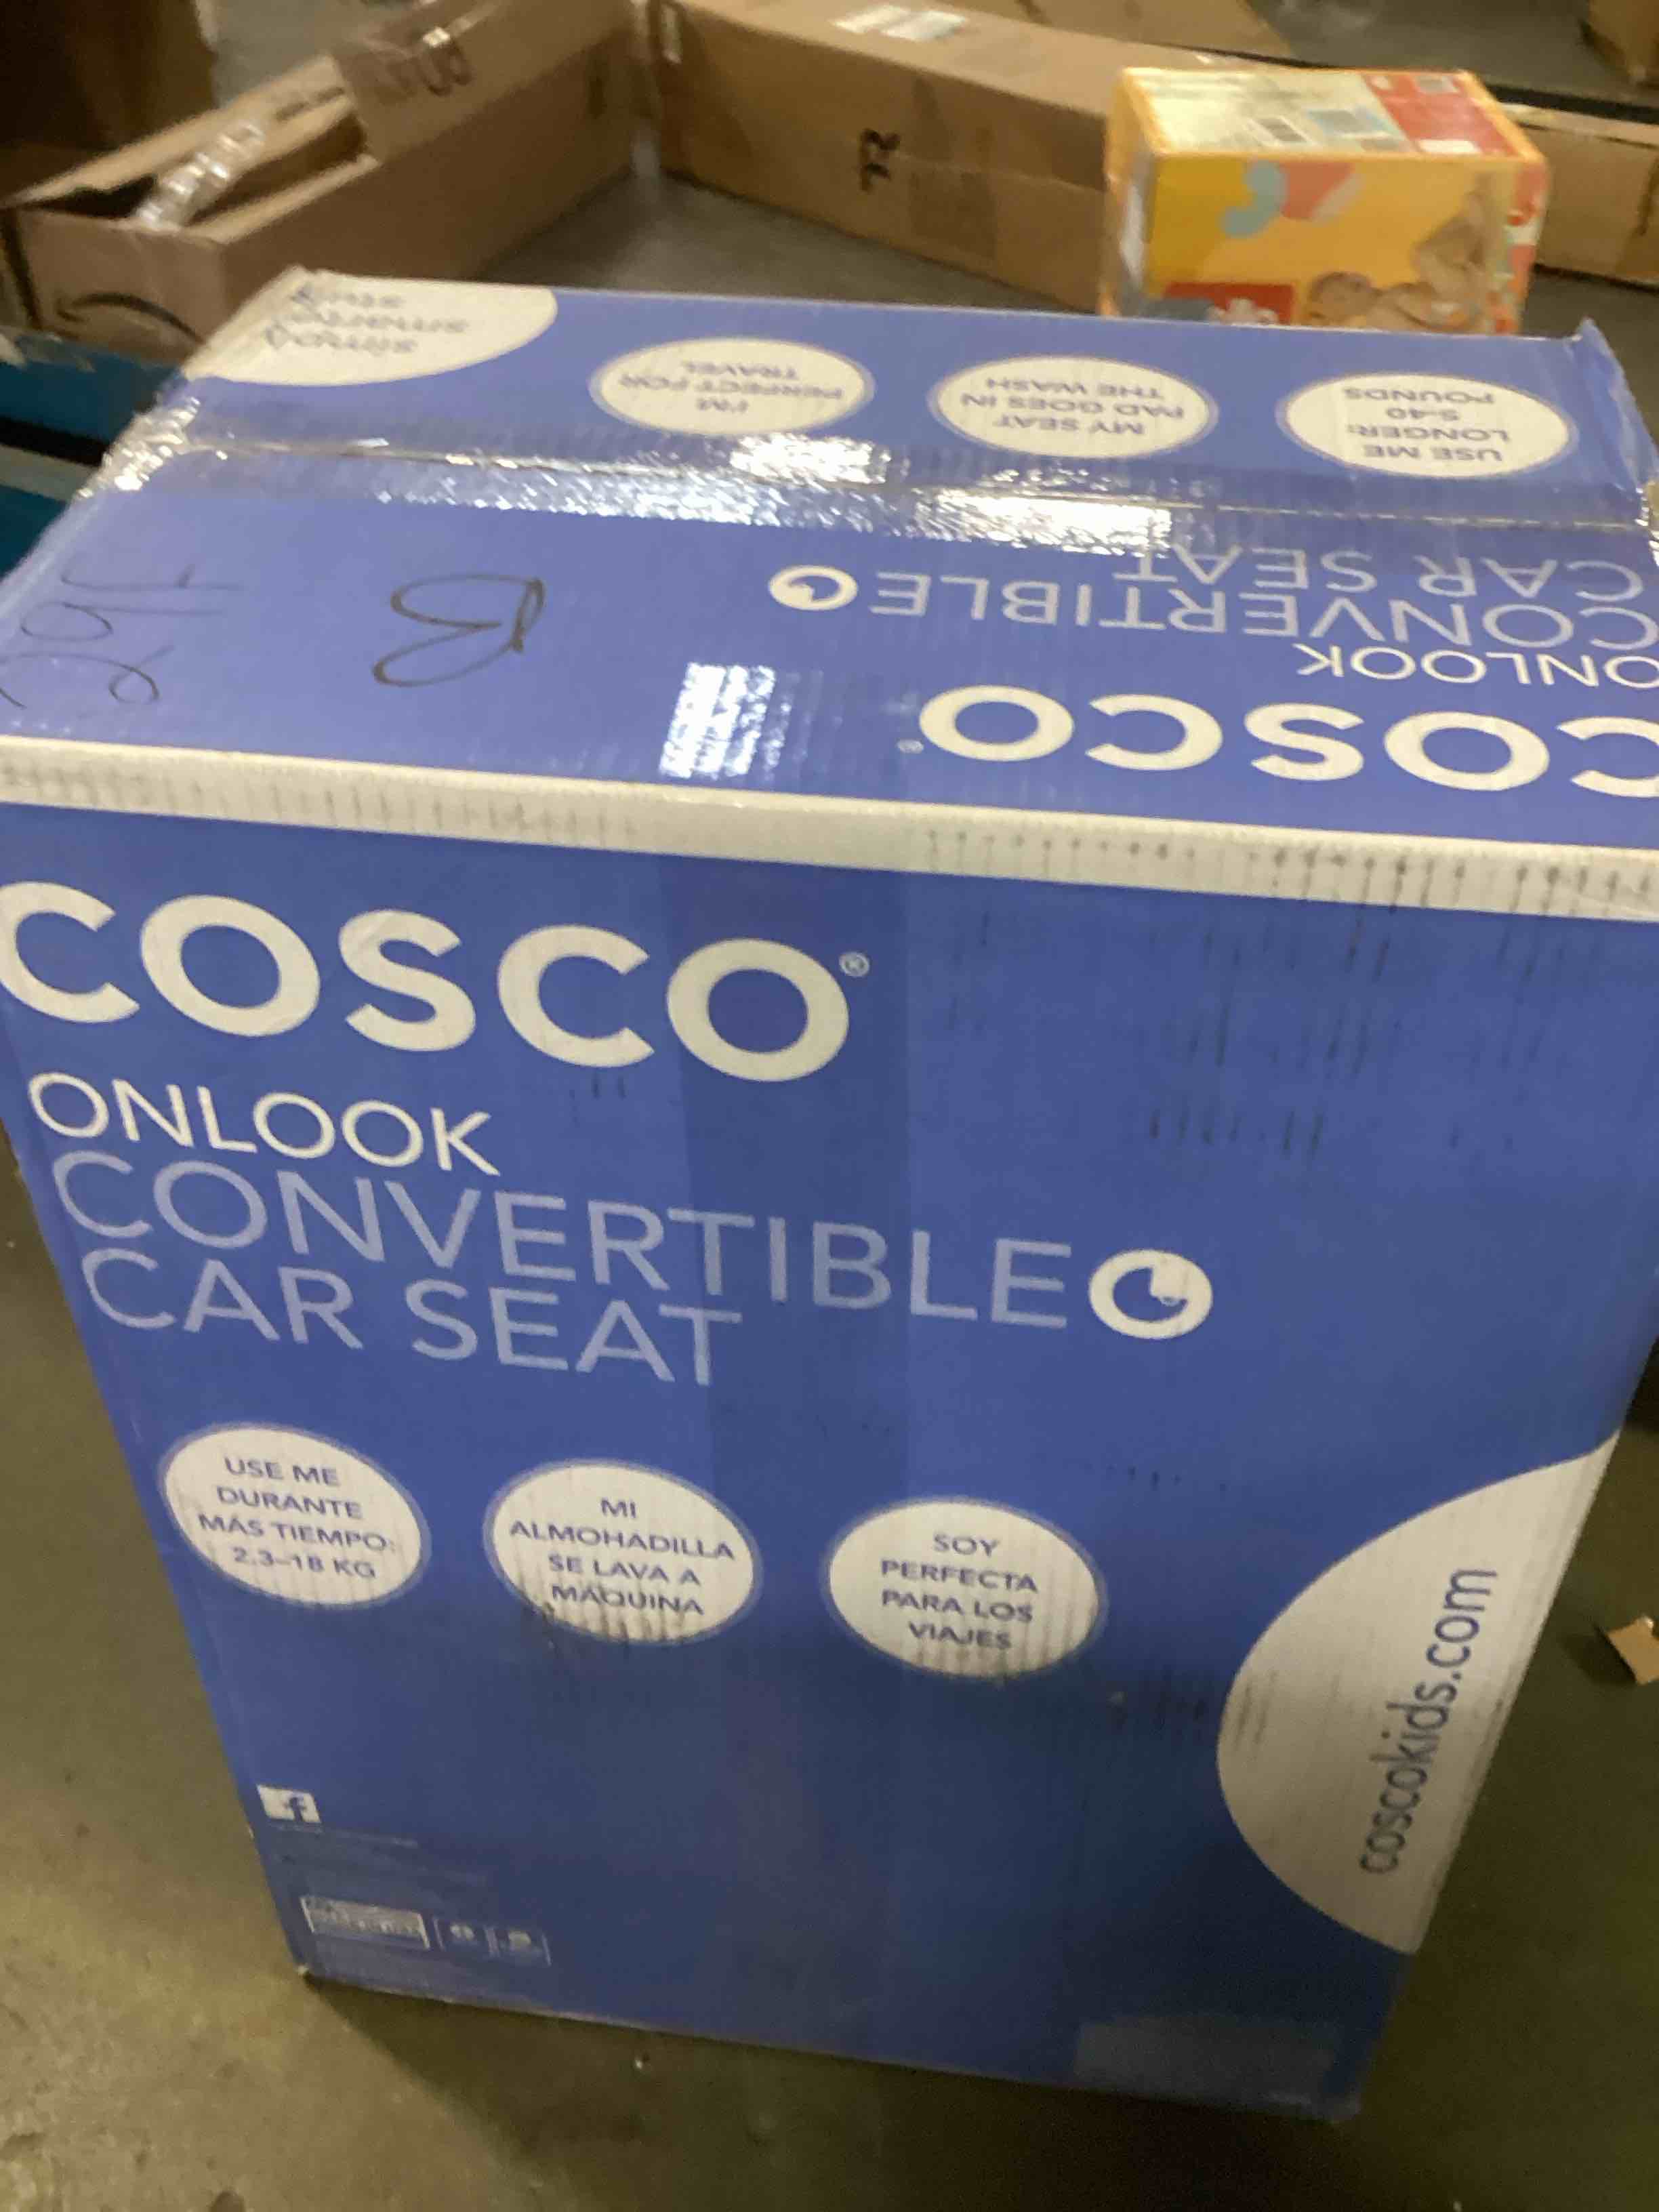 USE ME
LONGER:
5-40
POUNDS
MY SEAT
PAD GOES IN
THE WASH
I'M
PERFECT FOR
TRAVEL
COSCO®
ONLOOK
CONVERTIBLE
CAR SEAT
B
COSCO®
ONLOOK
CONVERTIBLE
CAR SEAT
USE ME
DURANTE
MÁS TIEMPO:
2.3–18 KG
MI
ALMOHADILLA
SE LAVA A
MÁQUINA
SOY
PERFECTA
PARA LOS
VIAJES
coscokids.com
f